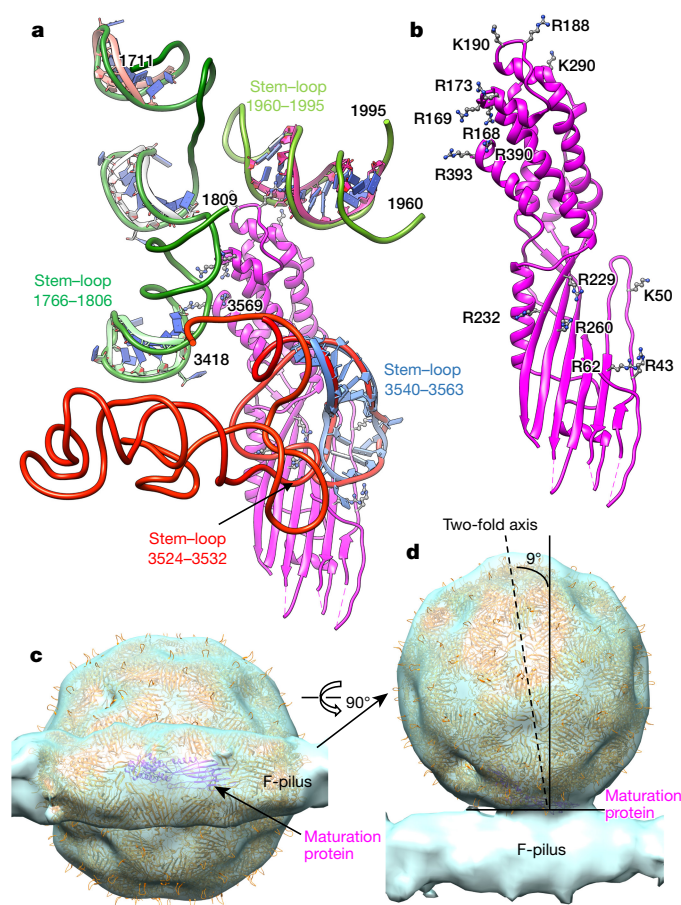 a
1711
Stem–loop
1960–1995
1995
1809
1960
Stem–loop
1766–1806
3569
3418
Stem–loop
3540–3563
Stem–loop
3524–3532
b
R188
K190
K290
R173
R169
R168
R390
R393
R229
K50
R232
R260
R62
R43
c
90°
F-pilus
Maturation
protein
Two-fold axis
d
9°
Maturation
protein
F-pilus